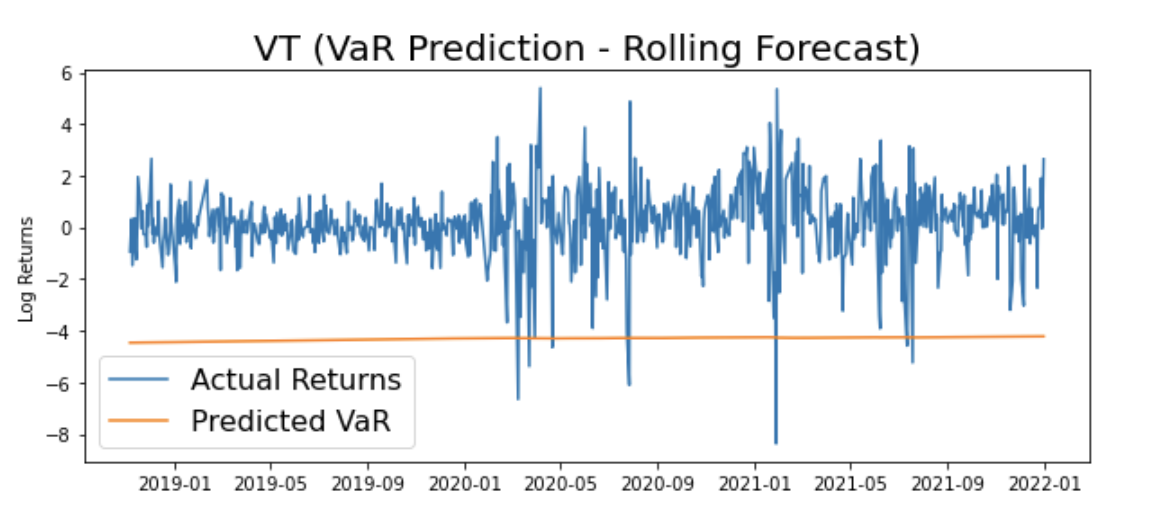 VT (VaR Prediction - Rolling Forecast)
6
4
2
0
−2
−4
−6
−8
Log Returns
Actual Returns
Predicted VaR
2019-01 2019-05 2019-09 2020-01 2020-05 2020-09 2021-01 2021-05 2021-09 2022-01